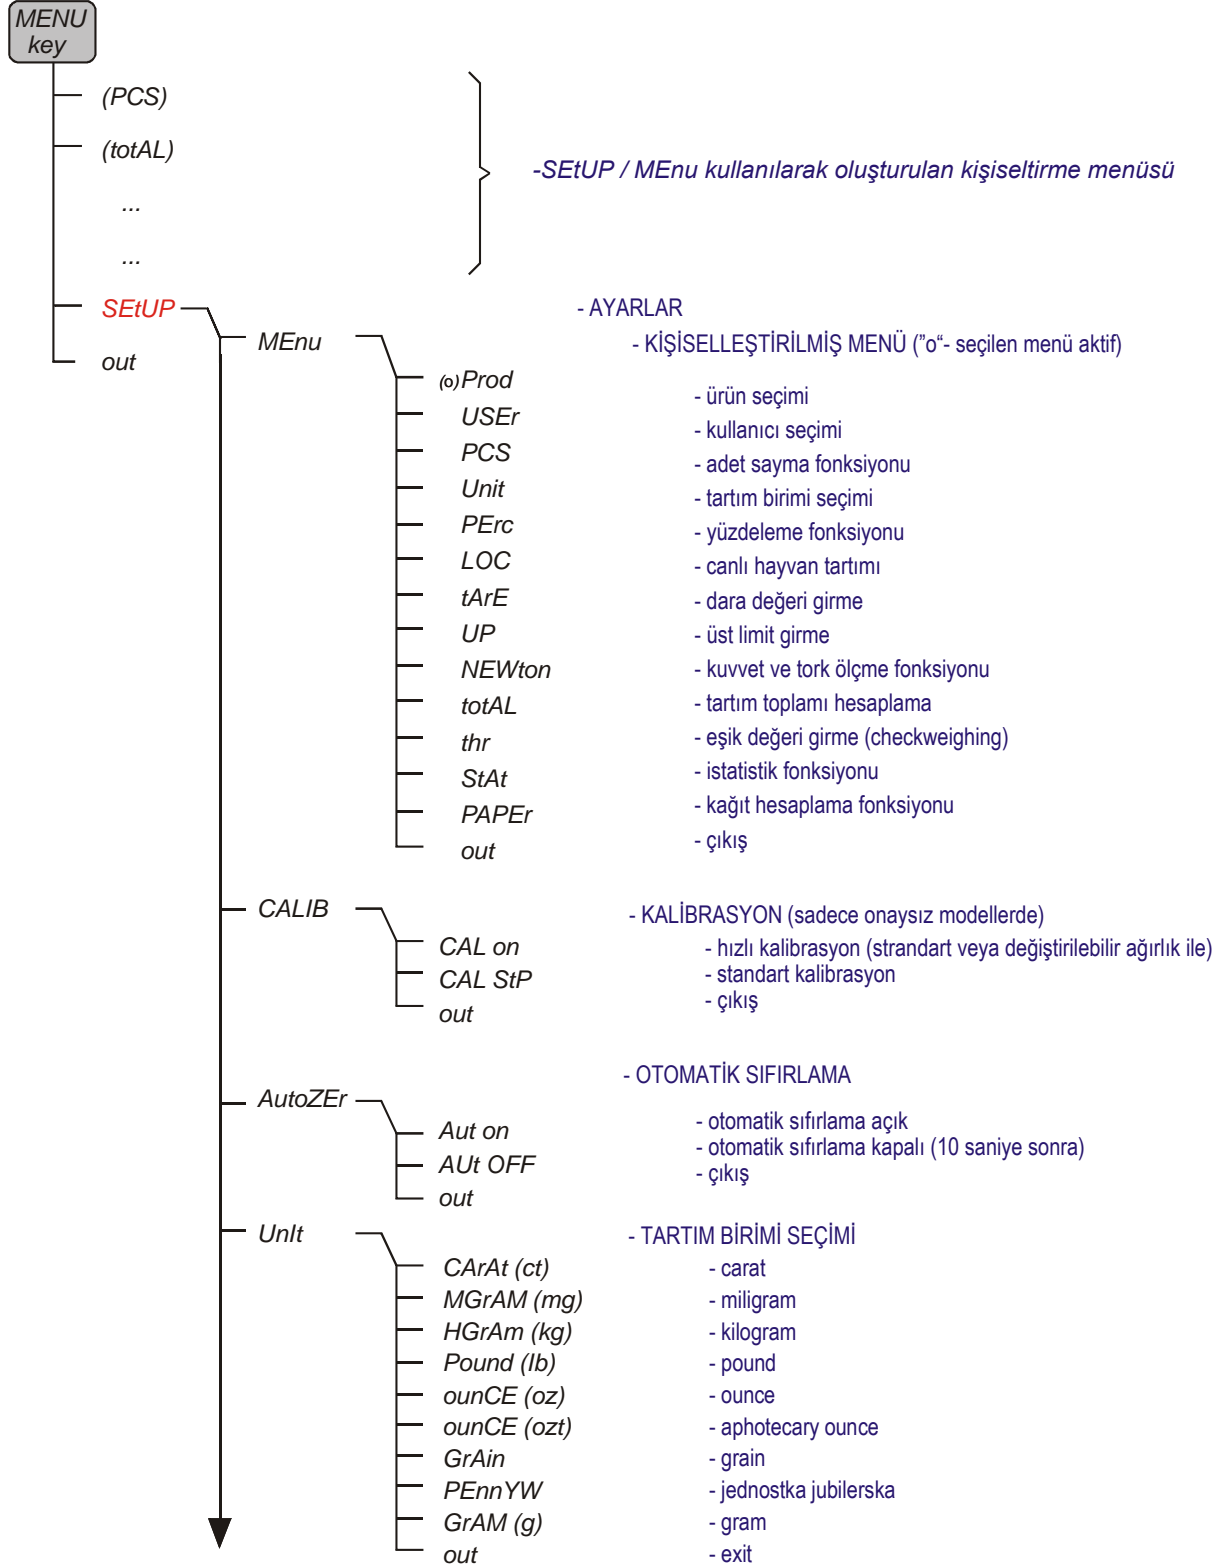 MENU
key
(PCS)
(totAL)
...
...
-SEtUP / MEnu kullanılarak oluşturulan kişiseltirme menüsü
SEtUP - AYARLAR
out
MEnu - KİŞİSELLEŞTİRİLMİŞ MENÜ ("o"- seçilen menü aktif)
(o) Prod - ürün seçimi
USEr - kullanıcı seçimi
PCS - adet sayma fonksiyonu
Unit - tartım birimi seçimi
PErc - yüzdeleme fonksiyonu
LOC - canlı hayvan tartımı
tArE - dara değeri girme
UP - üst limit girme
NEWton - kuvvet ve tork ölçme fonksiyonu
totAL - tartım toplamı hesaplama
thr - eşik değeri girme (checkweighing)
StAt - istatistik fonksiyonu
PAPEr - kağıt hesaplama fonksiyonu
out - çıkış
CALIB - KALİBRASYON (sadece onaysız modellerde)
CAL on - hızlı kalibrasyon (strandart veya değiştirilebilir ağırlık ile)
CAL StP - standart kalibrasyon
out - çıkış
AutoZEr - OTOMATİK SIFIRLAMA
Aut on - otomatik sıfırlama açık
AUt OFF - otomatik sıfırlama kapalı (10 saniye sonra)
out - çıkış
UnIt - TARTIM BİRİMİ SEÇİMİ
CArAt (ct) - carat
MGrAM (mg) - miligram
HGrAm (kg) - kilogram
Pound (lb) - pound
ounCE (oz) - ounce
ounCE (ozt) - aphotecary ounce
GrAin - grain
PEnnYW - jednostka jubilerska
GrAM (g) - gram
out - exit